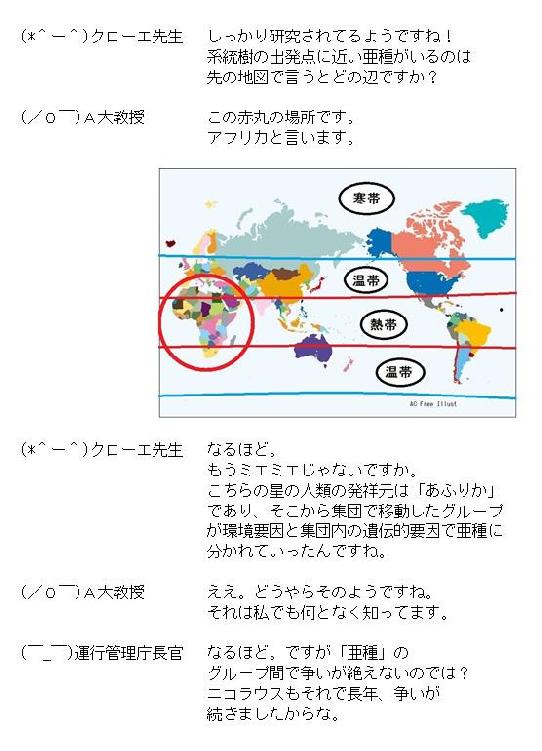 (*＾ー＾)クローエ先生 しっかり研究されてるようですね！
系統樹の出発点に近い亜種がいるのは
先の地図で言うとどの辺ですか？
(／０￣)Ａ大教授 この赤丸の場所です。
アフリカと言います。
寒帯
温帯
熱帯
温帯
AC Free Illust
(*＾ー＾)クローエ先生 なるほど。
もうミエミエじゃないですか。
こちらの星の人類の発祥元は「あふりか」
であり、そこから集団で移動したグループ
が環境要因と集団内の遺伝的要因で亜種に
分かれていったんですね。
(／０￣)Ａ大教授 ええ。どうやらそのようですね。
それは私でも何となく知ってます。
(￣_￣)運行管理庁長官 なるほど。ですが「亜種」の
グループ間で争いが絶えないのでは？
ニコラウスもそれで長年、争いが
続きましたからな。